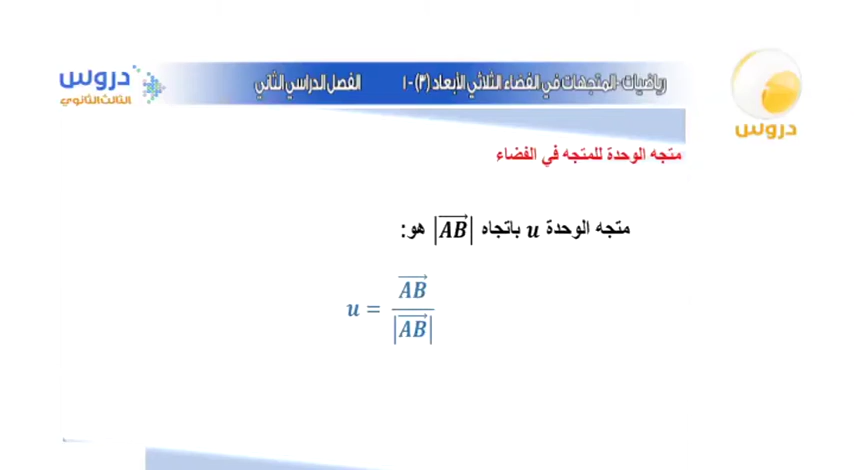 رياضيات - المتجهات في الفضاء الثلاثي الأبعاد (٣) - ١ الفصل الدراسي الثاني
دروس
الثالث الثانوي
دروس
متجه الوحدة للمتجه في الفضاء
متجه الوحدة u باتجاه |AB→| هو:
u = AB→ / |AB→|